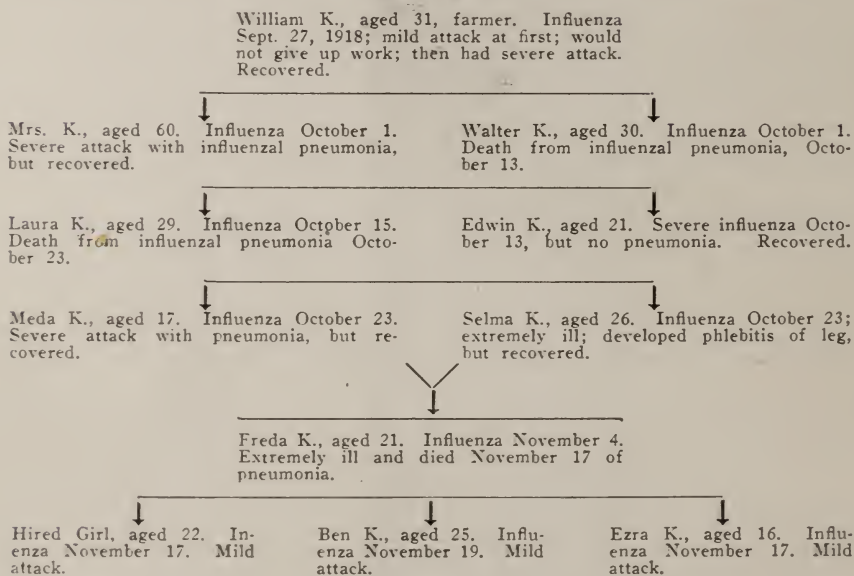 William K., aged 31, farmer. Influenza
Sept. 27, 1918; mild attack at first; would
not give up work; then had severe attack.
Recovered.
Mrs. K., aged 60. Influenza October 1.
Severe attack with influenzal pneumonia,
but recovered.
Walter K., aged 30. Influenza October 1.
Death from influenzal pneumonia, Octo-
ber 13.
Laura K., aged 29. Influenza October 15.
Death from influenzal pneumonia Octo-
ber 23.
Edwin K., aged 21. Severe influenza Octo-
ber 13, but no pneumonia. Recovered.
Meda K., aged 17. Influenza October 23.
Severe attack with pneumonia, but re-
covered.
Selma K., aged 26. Influenza October 23;
extremely ill; developed phlebitis of leg,
but recovered.
Freda K., aged 21. Influenza November 4.
Extremely ill and died November 17 of
pneumonia.
Hired Girl, aged 22. In-
enza November 17. Mild
attack.
Ben K., aged 25. Influ-
enza November 19. Mild
attack.
Ezra K., aged 16. Influ-
enza November 17. Mild
attack.